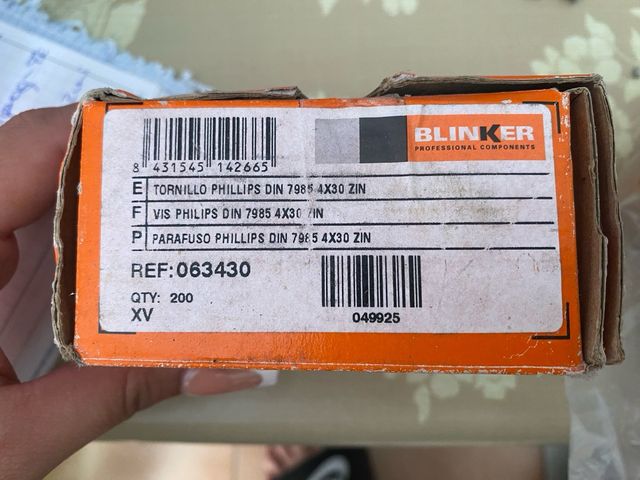 8 431545 142665
BLINKER
PROFESSIONAL COMPONENTS
E TORNILLO PHILLIPS DIN 7985 4X30 ZIN
F VIS PHILIPS DIN 7985 4X30 ZIN
P PARAFUSO PHILLIPS DIN 7985 4X30 ZIN
REF:063430
QTY: 200
XV
049925